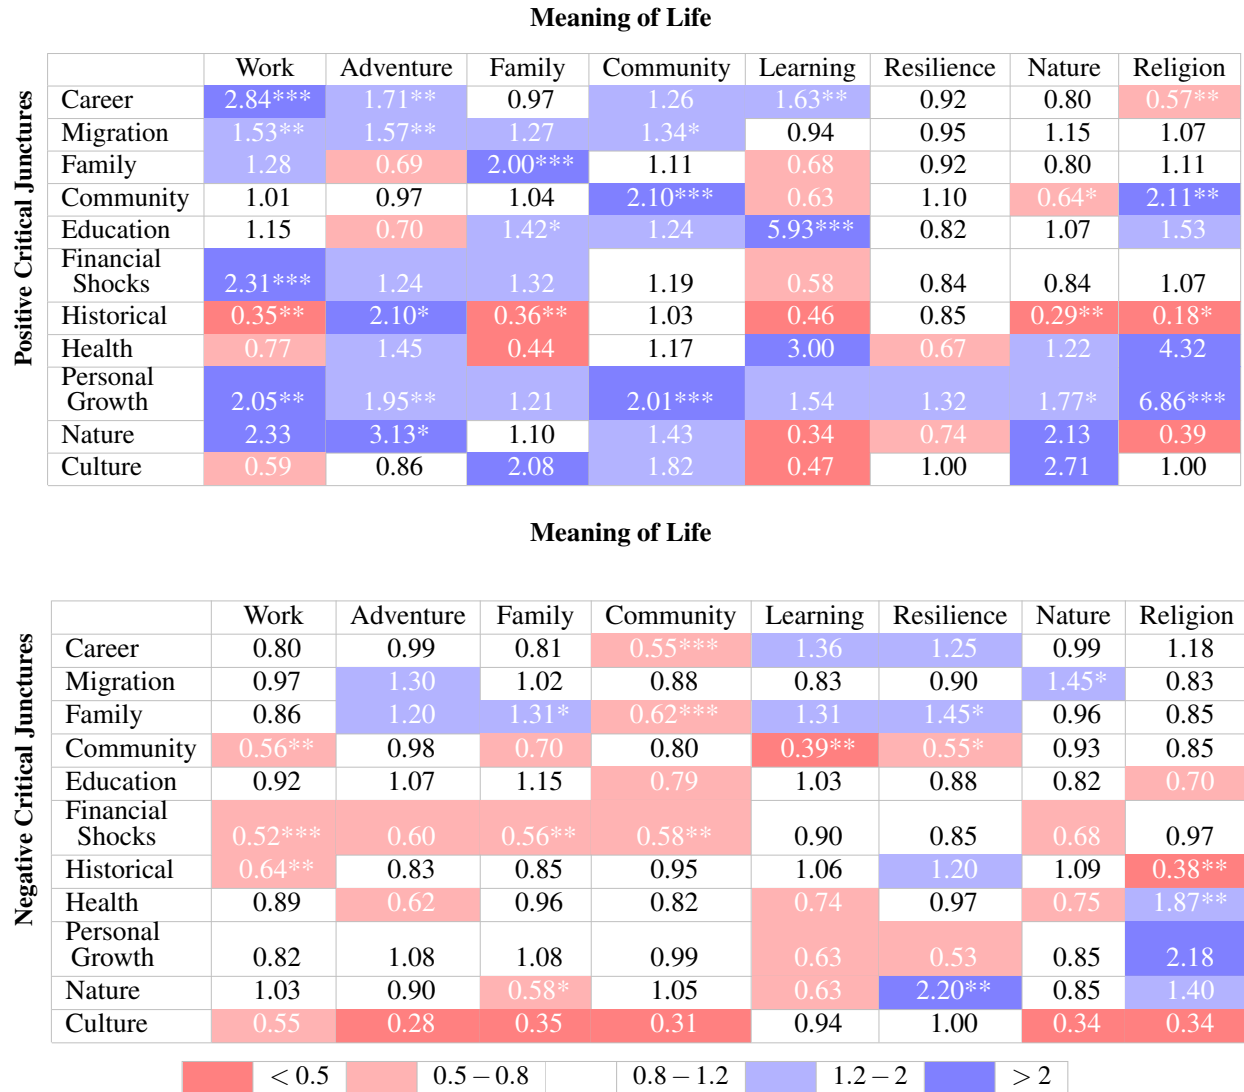 Meaning of Life
Positive Critical Junctures
Work Adventure Family Community Learning Resilience Nature Religion
Career 2.84*** 1.71** 0.97 1.26 1.63** 0.92 0.80 0.57**
Migration 1.53** 1.57** 1.27 1.34* 0.94 0.95 1.15 1.07
Family 1.28 0.69 2.00*** 1.11 0.68 0.92 0.80 1.11
Community 1.01 0.97 1.04 2.10*** 0.63 1.10 0.64* 2.11**
Education 1.15 0.70 1.42* 1.24 5.93*** 0.82 1.07 1.53
Financial
Shocks 2.31*** 1.24 1.32 1.19 0.58 0.84 0.84 1.07
Historical 0.35** 2.10* 0.36** 1.03 0.46 0.85 0.29** 0.18*
Health 0.77 1.45 0.44 1.17 3.00 0.67 1.22 4.32
Personal
Growth 2.05** 1.95** 1.21 2.01*** 1.54 1.32 1.77* 6.86***
Nature 2.33 3.13* 1.10 1.43 0.34 0.74 2.13 0.39
Culture 0.59 0.86 2.08 1.82 0.47 1.00 2.71 1.00
Meaning of Life
Negative Critical Junctures
Work Adventure Family Community Learning Resilience Nature Religion
Career 0.80 0.99 0.81 0.55*** 1.36 1.25 0.99 1.18
Migration 0.97 1.30 1.02 0.88 0.83 0.90 1.45* 0.83
Family 0.86 1.20 1.31* 0.62*** 1.31 1.45* 0.96 0.85
Community 0.56** 0.98 0.70 0.80 0.39** 0.55* 0.93 0.85
Education 0.92 1.07 1.15 0.79 1.03 0.88 0.82 0.70
Financial
Shocks 0.52*** 0.60 0.56** 0.58** 0.90 0.85 0.68 0.97
Historical 0.64** 0.83 0.85 0.95 1.06 1.20 1.09 0.38**
Health 0.89 0.62 0.96 0.82 0.74 0.97 0.75 1.87**
Personal
Growth 0.82 1.08 1.08 0.99 0.63 0.53 0.85 2.18
Nature 1.03 0.90 0.58* 1.05 0.63 2.20** 0.85 1.40
Culture 0.55 0.28 0.35 0.31 0.94 1.00 0.34 0.34
< 0.5 0.5 − 0.8 0.8 − 1.2 1.2 − 2 > 2